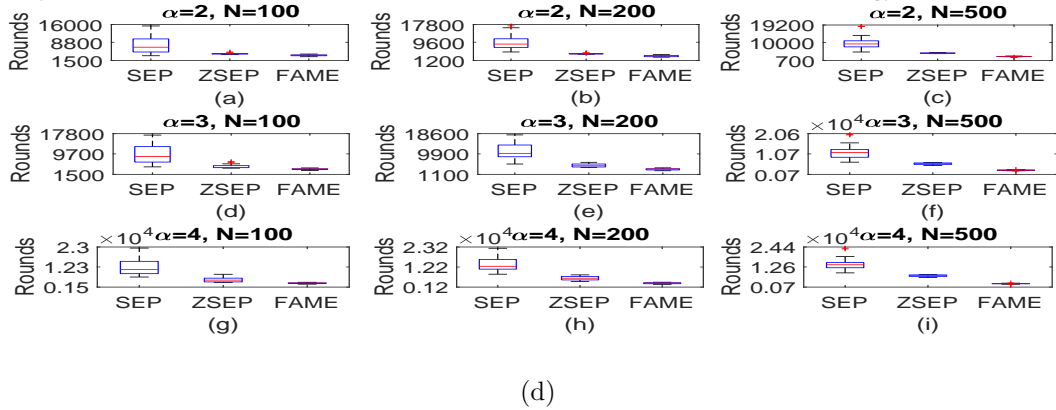 α=2, N=100
α=2, N=200
α=2, N=500
Rounds
16000
8800
1500
SEP ZSEP FAME
(a)
Rounds
17800
9600
1200
SEP ZSEP FAME
(b)
Rounds
19200
10000
700
SEP ZSEP FAME
(c)
α=3, N=100
Rounds
17800
9700
1500
SEP ZSEP FAME
(d)
α=3, N=200
Rounds
18600
9900
1100
SEP ZSEP FAME
(e)
×10⁴ α=3, N=500
Rounds
2.06
1.07
0.07
SEP ZSEP FAME
(f)
×10⁴ α=4, N=100
Rounds
2.3
1.23
0.15
SEP ZSEP FAME
(g)
×10⁴ α=4, N=200
Rounds
2.32
1.22
0.12
SEP ZSEP FAME
(h)
×10⁴ α=4, N=500
Rounds
2.44
1.26
0.07
SEP ZSEP FAME
(i)
(d)